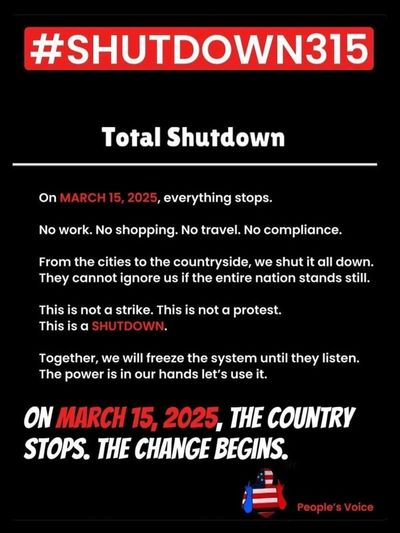 #SHUTDOWN315
Total Shutdown
On MARCH 15, 2025, everything stops.
No work. No shopping. No travel. No compliance.
From the cities to the countryside, we shut it all down.
They cannot ignore us if the entire nation stands still.
This is not a strike. This is not a protest.
This is a SHUTDOWN.
Together, we will freeze the system until they listen.
The power is in our hands let's use it.
ON MARCH 15, 2025, THE COUNTRY
STOPS. THE CHANGE BEGINS.
People's Voice